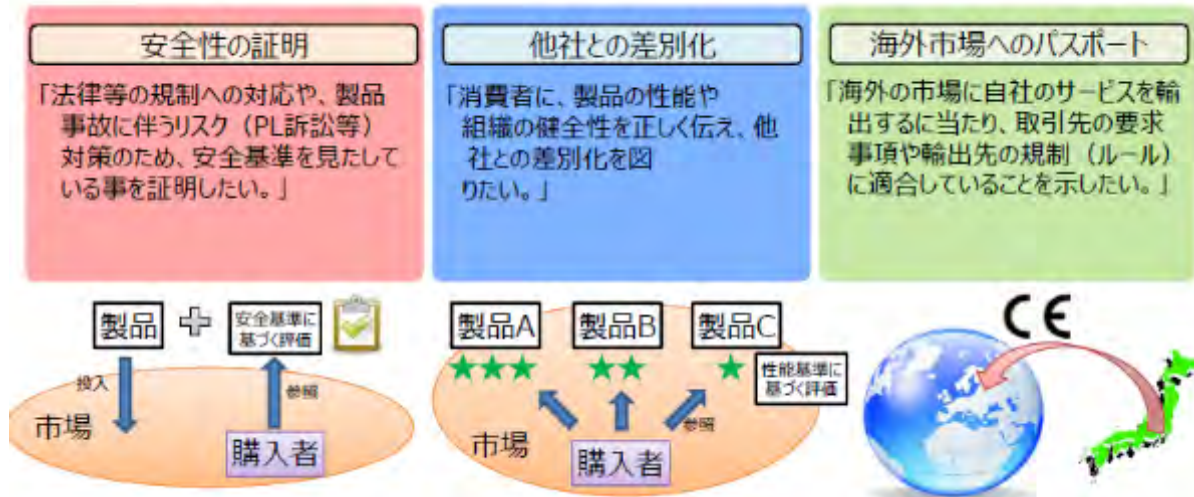 安全性の証明
「法律等の規制への対応や、製品
事故に伴うリスク（PL訴訟等）
対策のため、安全基準を見たして
いる事を証明したい。」
他社との差別化
「消費者に、製品の性能や
組織の健全性を正しく伝え、他
社との差別化を図
りたい。」
海外市場へのパスポート
「海外の市場に自社のサービスを輸
出するに当たり、取引先の要求
事項や輸出先の規制（ルール）
に適合していることを示したい。」
製品
安全基準に
基づく評価
投入
参照
市場
購入者
製品A
製品B
製品C
性能基準に
基づく評価
参照
市場
購入者
CE